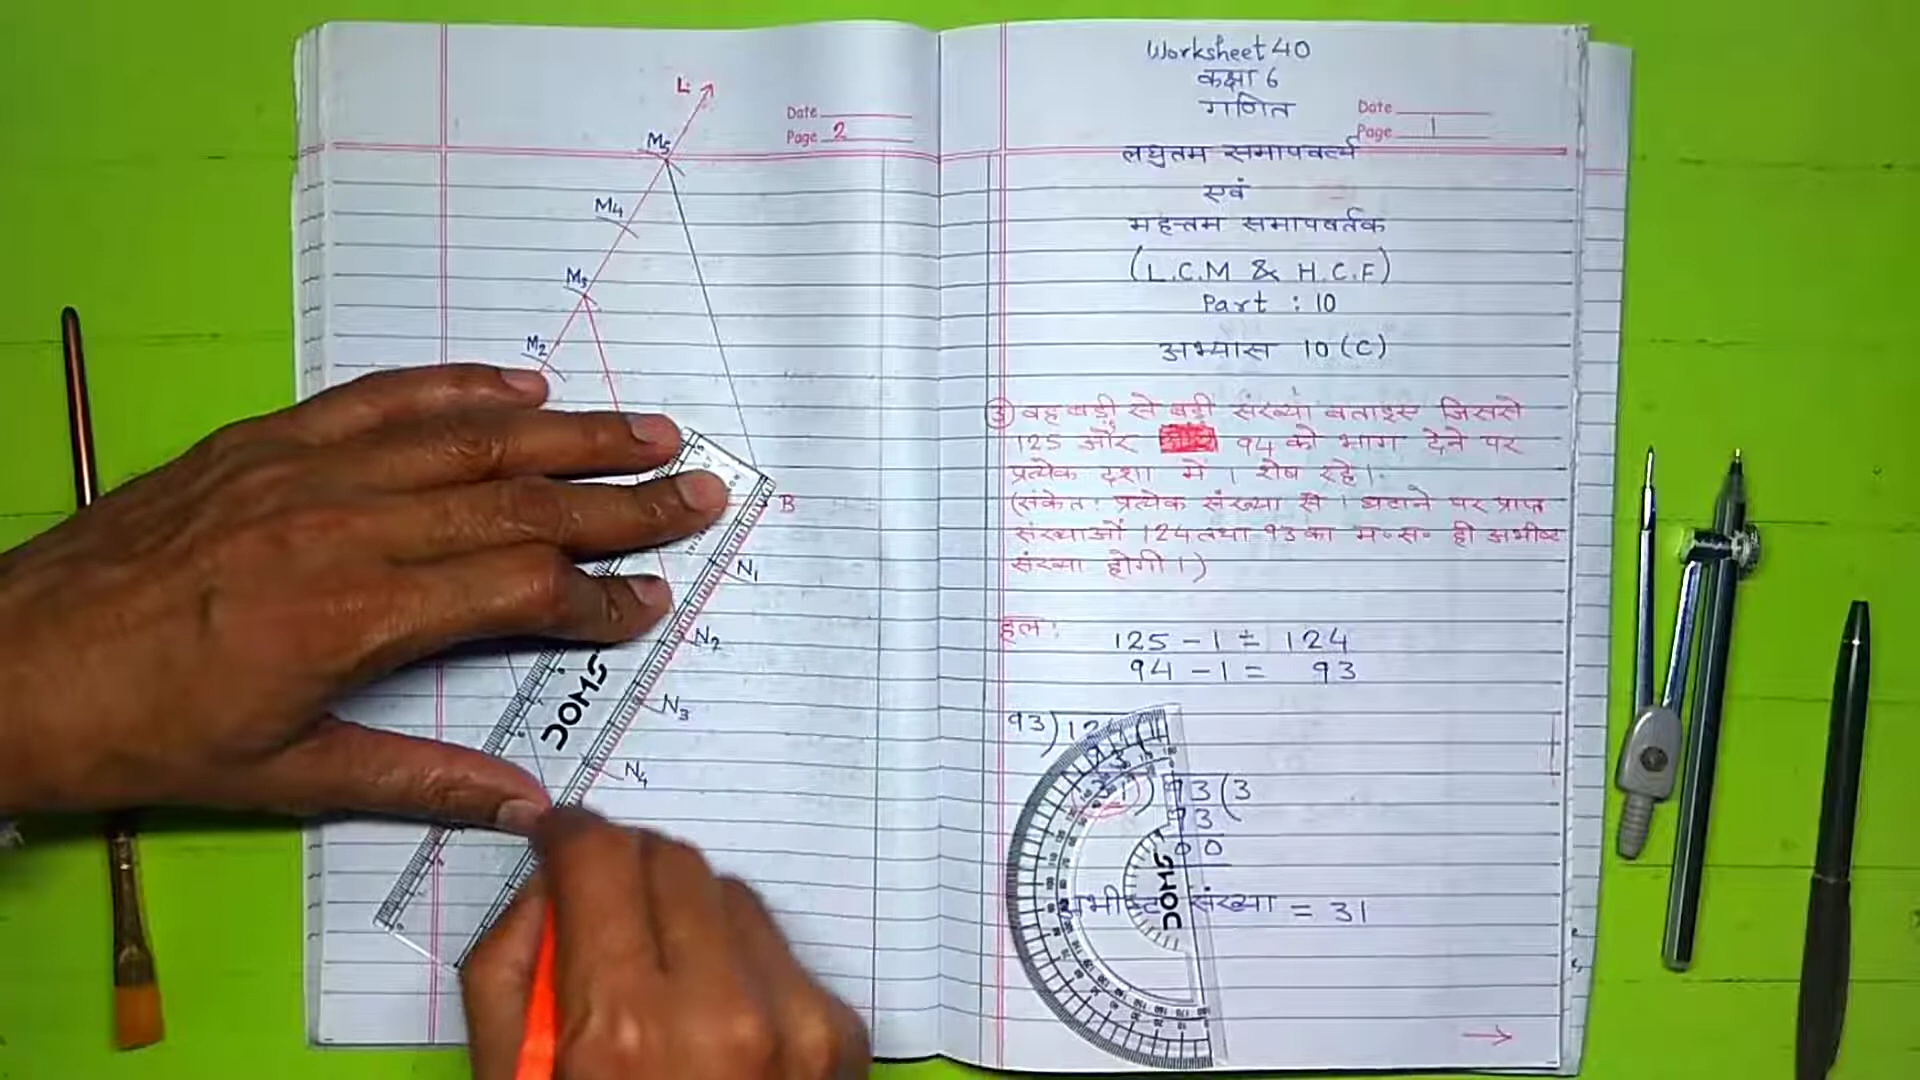 L
M5
Date
Page 2
M4
M3
M2
B
N1
N2
N3
N4
DOMS
Worksheet 40
कक्षा 6
गणित
Date
Page 1
लघुतम समापवर्त्य
एवं
महत्तम समापवर्तक
(L.C.M & H.C.F)
Part : 10
अभ्यास 10 (C)
③ वह बड़ी से बड़ी संख्या बताइए जिससे
125 और 94 को भाग देने पर
प्रत्येक दशा में 1 शेष रहे।
(संकेत: प्रत्येक संख्या से 1 घटाने पर प्राप्त
संख्याओं 124 तथा 93 का म॰स॰ ही अभीष्ट
संख्या होगी।)
हल:
125 - 1 = 124
94 - 1 = 93
93)124(1
93
31)93(3
93
00
अभीष्ट संख्या = 31
DOMS